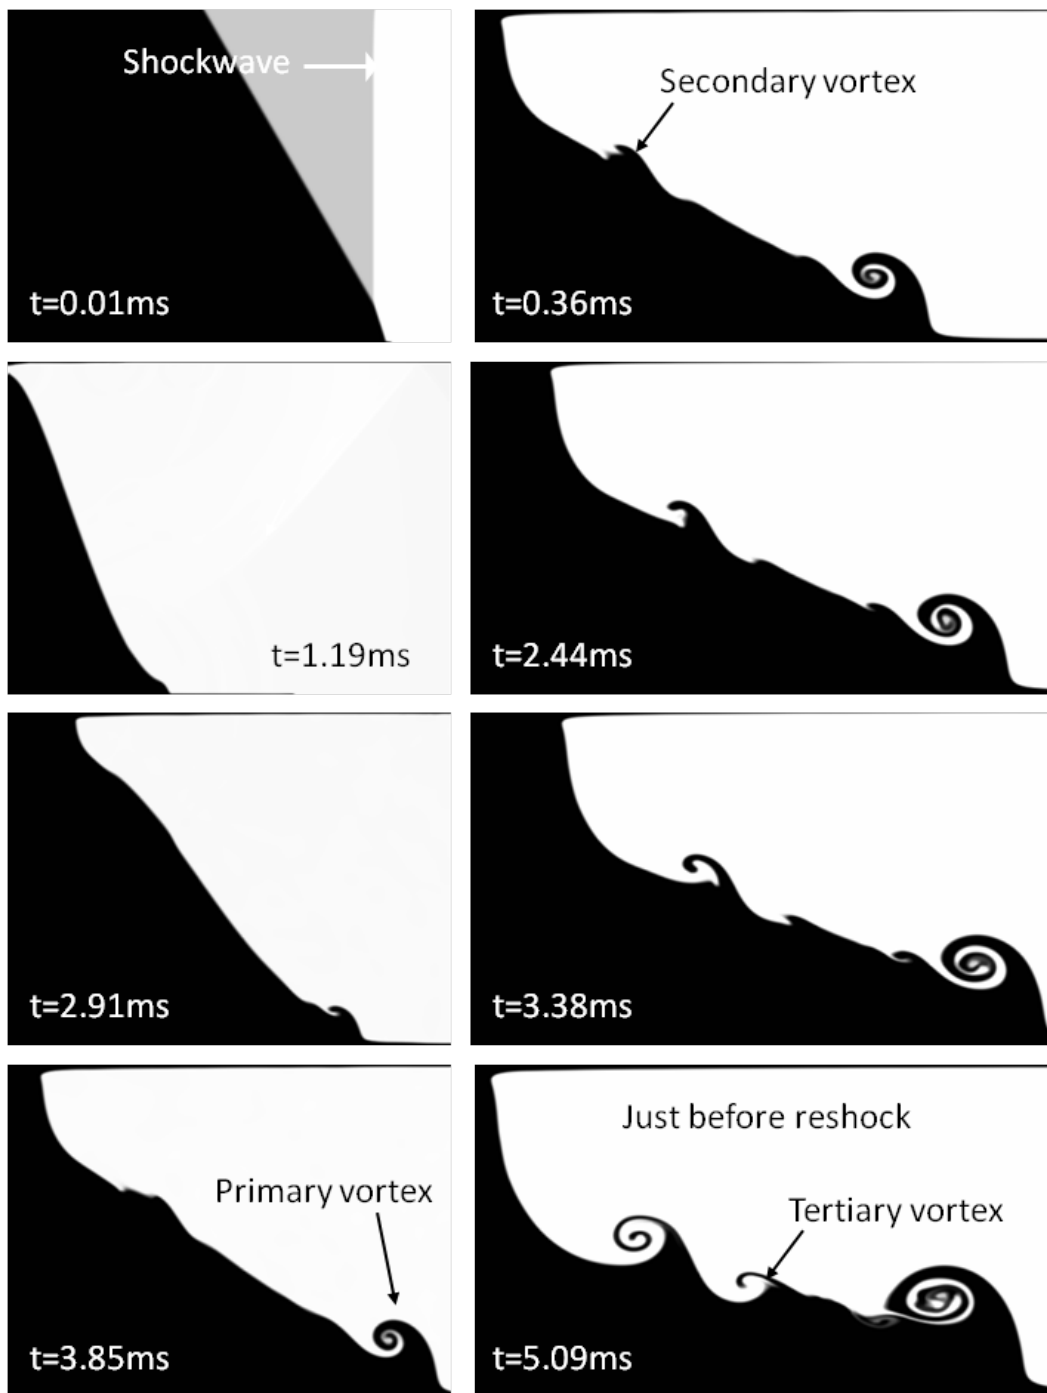 Shockwave
t=0.01ms
Secondary vortex
t=0.36ms
t=1.19ms
t=2.44ms
t=2.91ms
t=3.38ms
Primary vortex
t=3.85ms
Just before reshock
Tertiary vortex
t=5.09ms